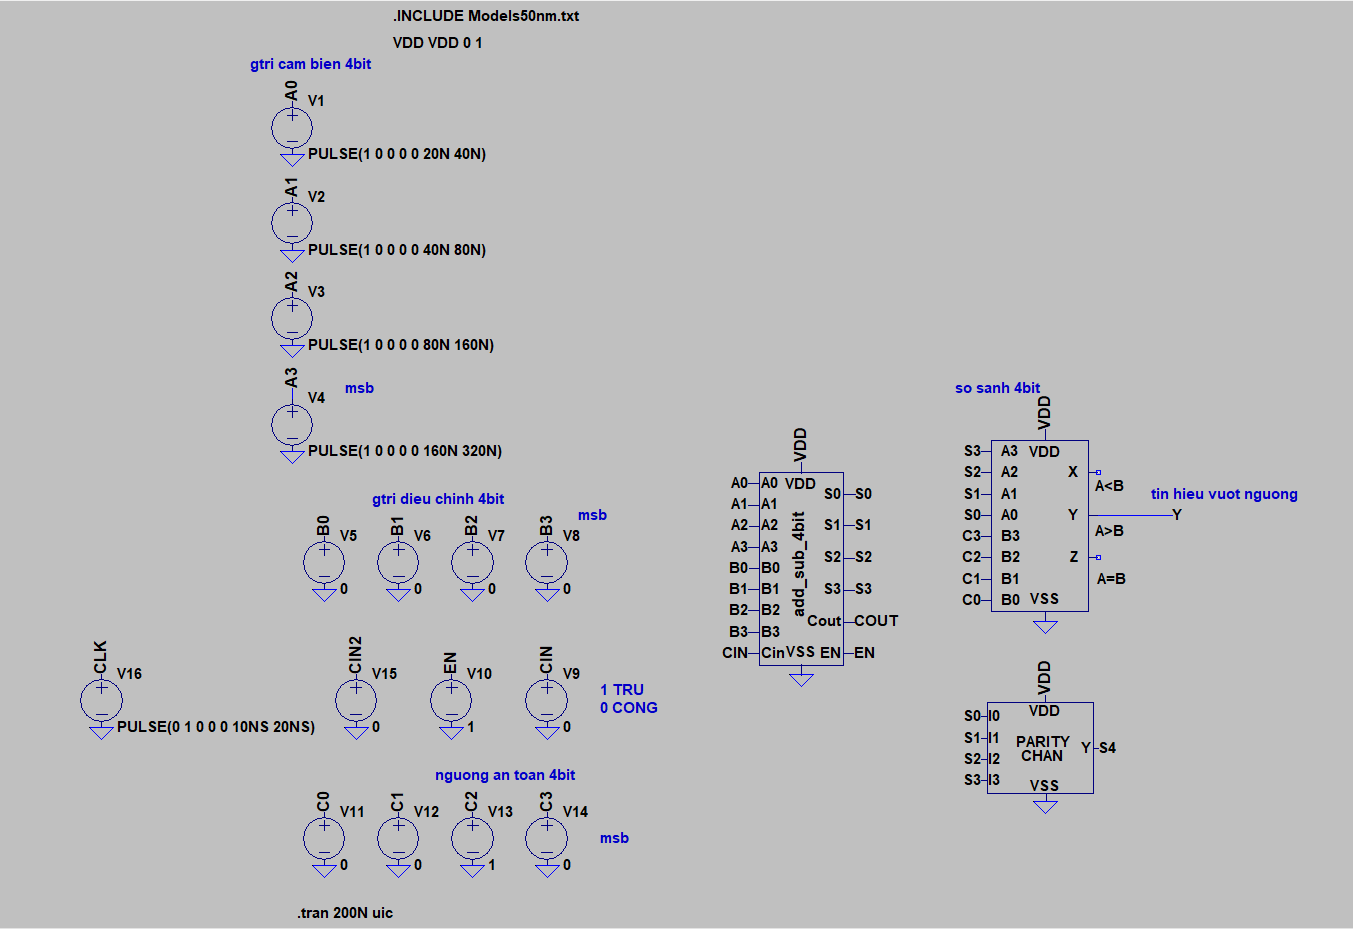 .INCLUDE Models50nm.txt
VDD VDD 0 1
gtri cam bien 4bit
A0
V1
PULSE(1 0 0 0 0 20N 40N)
A1
V2
PULSE(1 0 0 0 0 40N 80N)
A2
V3
PULSE(1 0 0 0 0 80N 160N)
A3
V4
msb
PULSE(1 0 0 0 0 160N 320N)
gtri dieu chinh 4bit
msb
B0
V5
0
B1
V6
0
B2
V7
0
B3
V8
0
CLK
V16
PULSE(0 1 0 0 0 10NS 20NS)
CIN2
V15
0
EN
V10
1
CIN
V9
0
1 TRU
0 CONG
nguong an toan 4bit
C0
V11
0
C1
V12
0
C2
V13
1
C3
V14
0
msb
.tran 200N uic
VDD
A0 A0 VDD
A1 A1
A2 A2
A3 A3
B0 B0
B1 B1
B2 B2
B3 B3
CIN Cin VSS EN EN
add_sub_4bit
S0 S0
S1 S1
S2 S2
S3 S3
Cout COUT
so sanh 4bit
VDD
S3 A3 VDD
S2 A2 X
S1 A1 A<B
S0 A0 Y Y
tin hieu vuot nguong
C3 B3 A>B
C2 B2 Z
C1 B1 A=B
C0 B0 VSS
VDD
S0 I0 VDD
S1 I1 PARITY
CHAN
Y S4
S2 I2
S3 I3
VSS